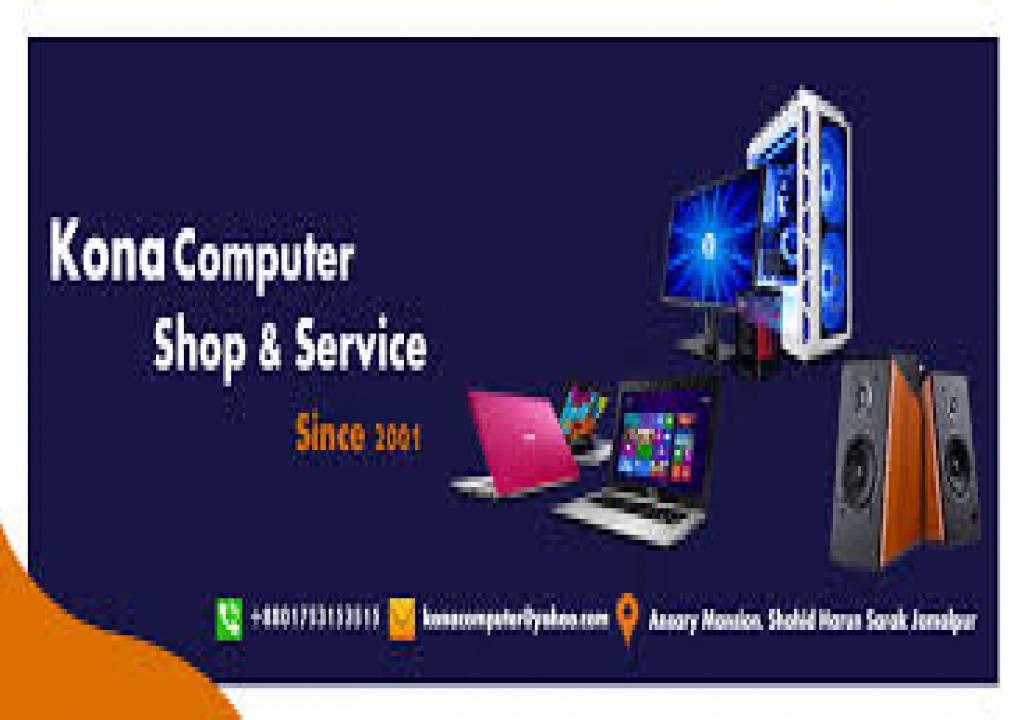 Kona Computer
Shop & Service
Since 2001
konacomputer@yahoo.com
Ansary Mansion, Shahid Harun Sarak Jamalpur